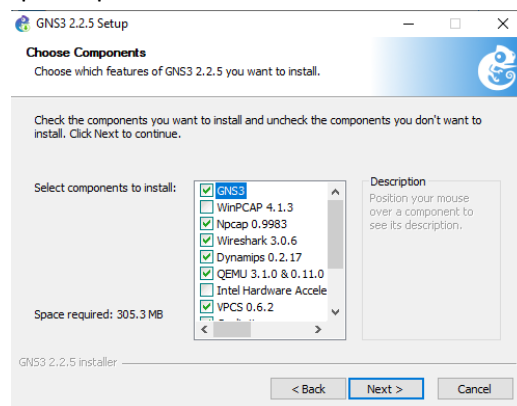 GNS3 2.2.5 Setup
Choose Components
Choose which features of GNS3 2.2.5 you want to install.
Check the components you want to install and uncheck the components you don't want to
install. Click Next to continue.
Select components to install:
GNS3
WinPCAP 4.1.3
Npcap 0.9983
Wireshark 3.0.6
Dynamips 0.2.17
QEMU 3.1.0 & 0.11.0
Intel Hardware Accele
VPCS 0.6.2
Description
Position your mouse
over a component to
see its description.
Space required: 305.3 MB
GNS3 2.2.5 installer
< Back
Next >
Cancel